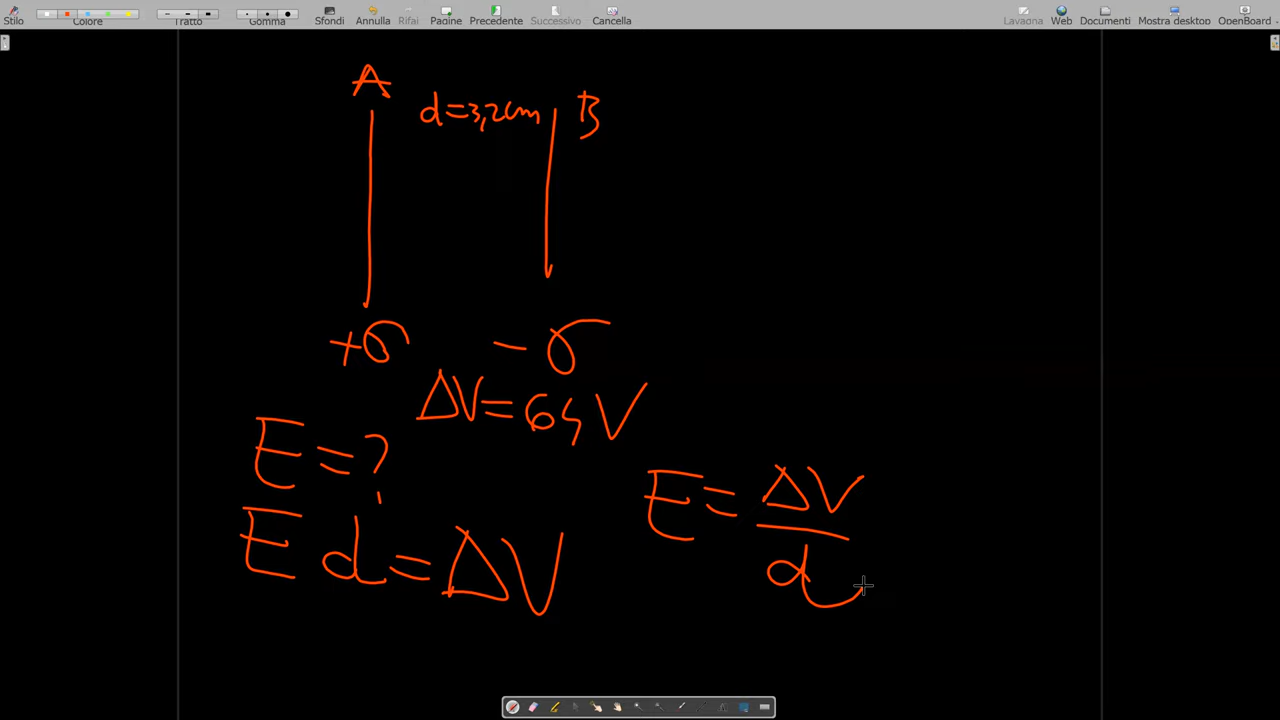 Stilo Colore Tratto Gomma Sfondi Annulla Rifai Pagine Precedente Successivo Cancella Lavagna Web Documenti Mostra desktop OpenBoard
A
d=3,2cm B
+σ -σ
ΔV=64V
E=?
E d=ΔV
E=ΔV/d